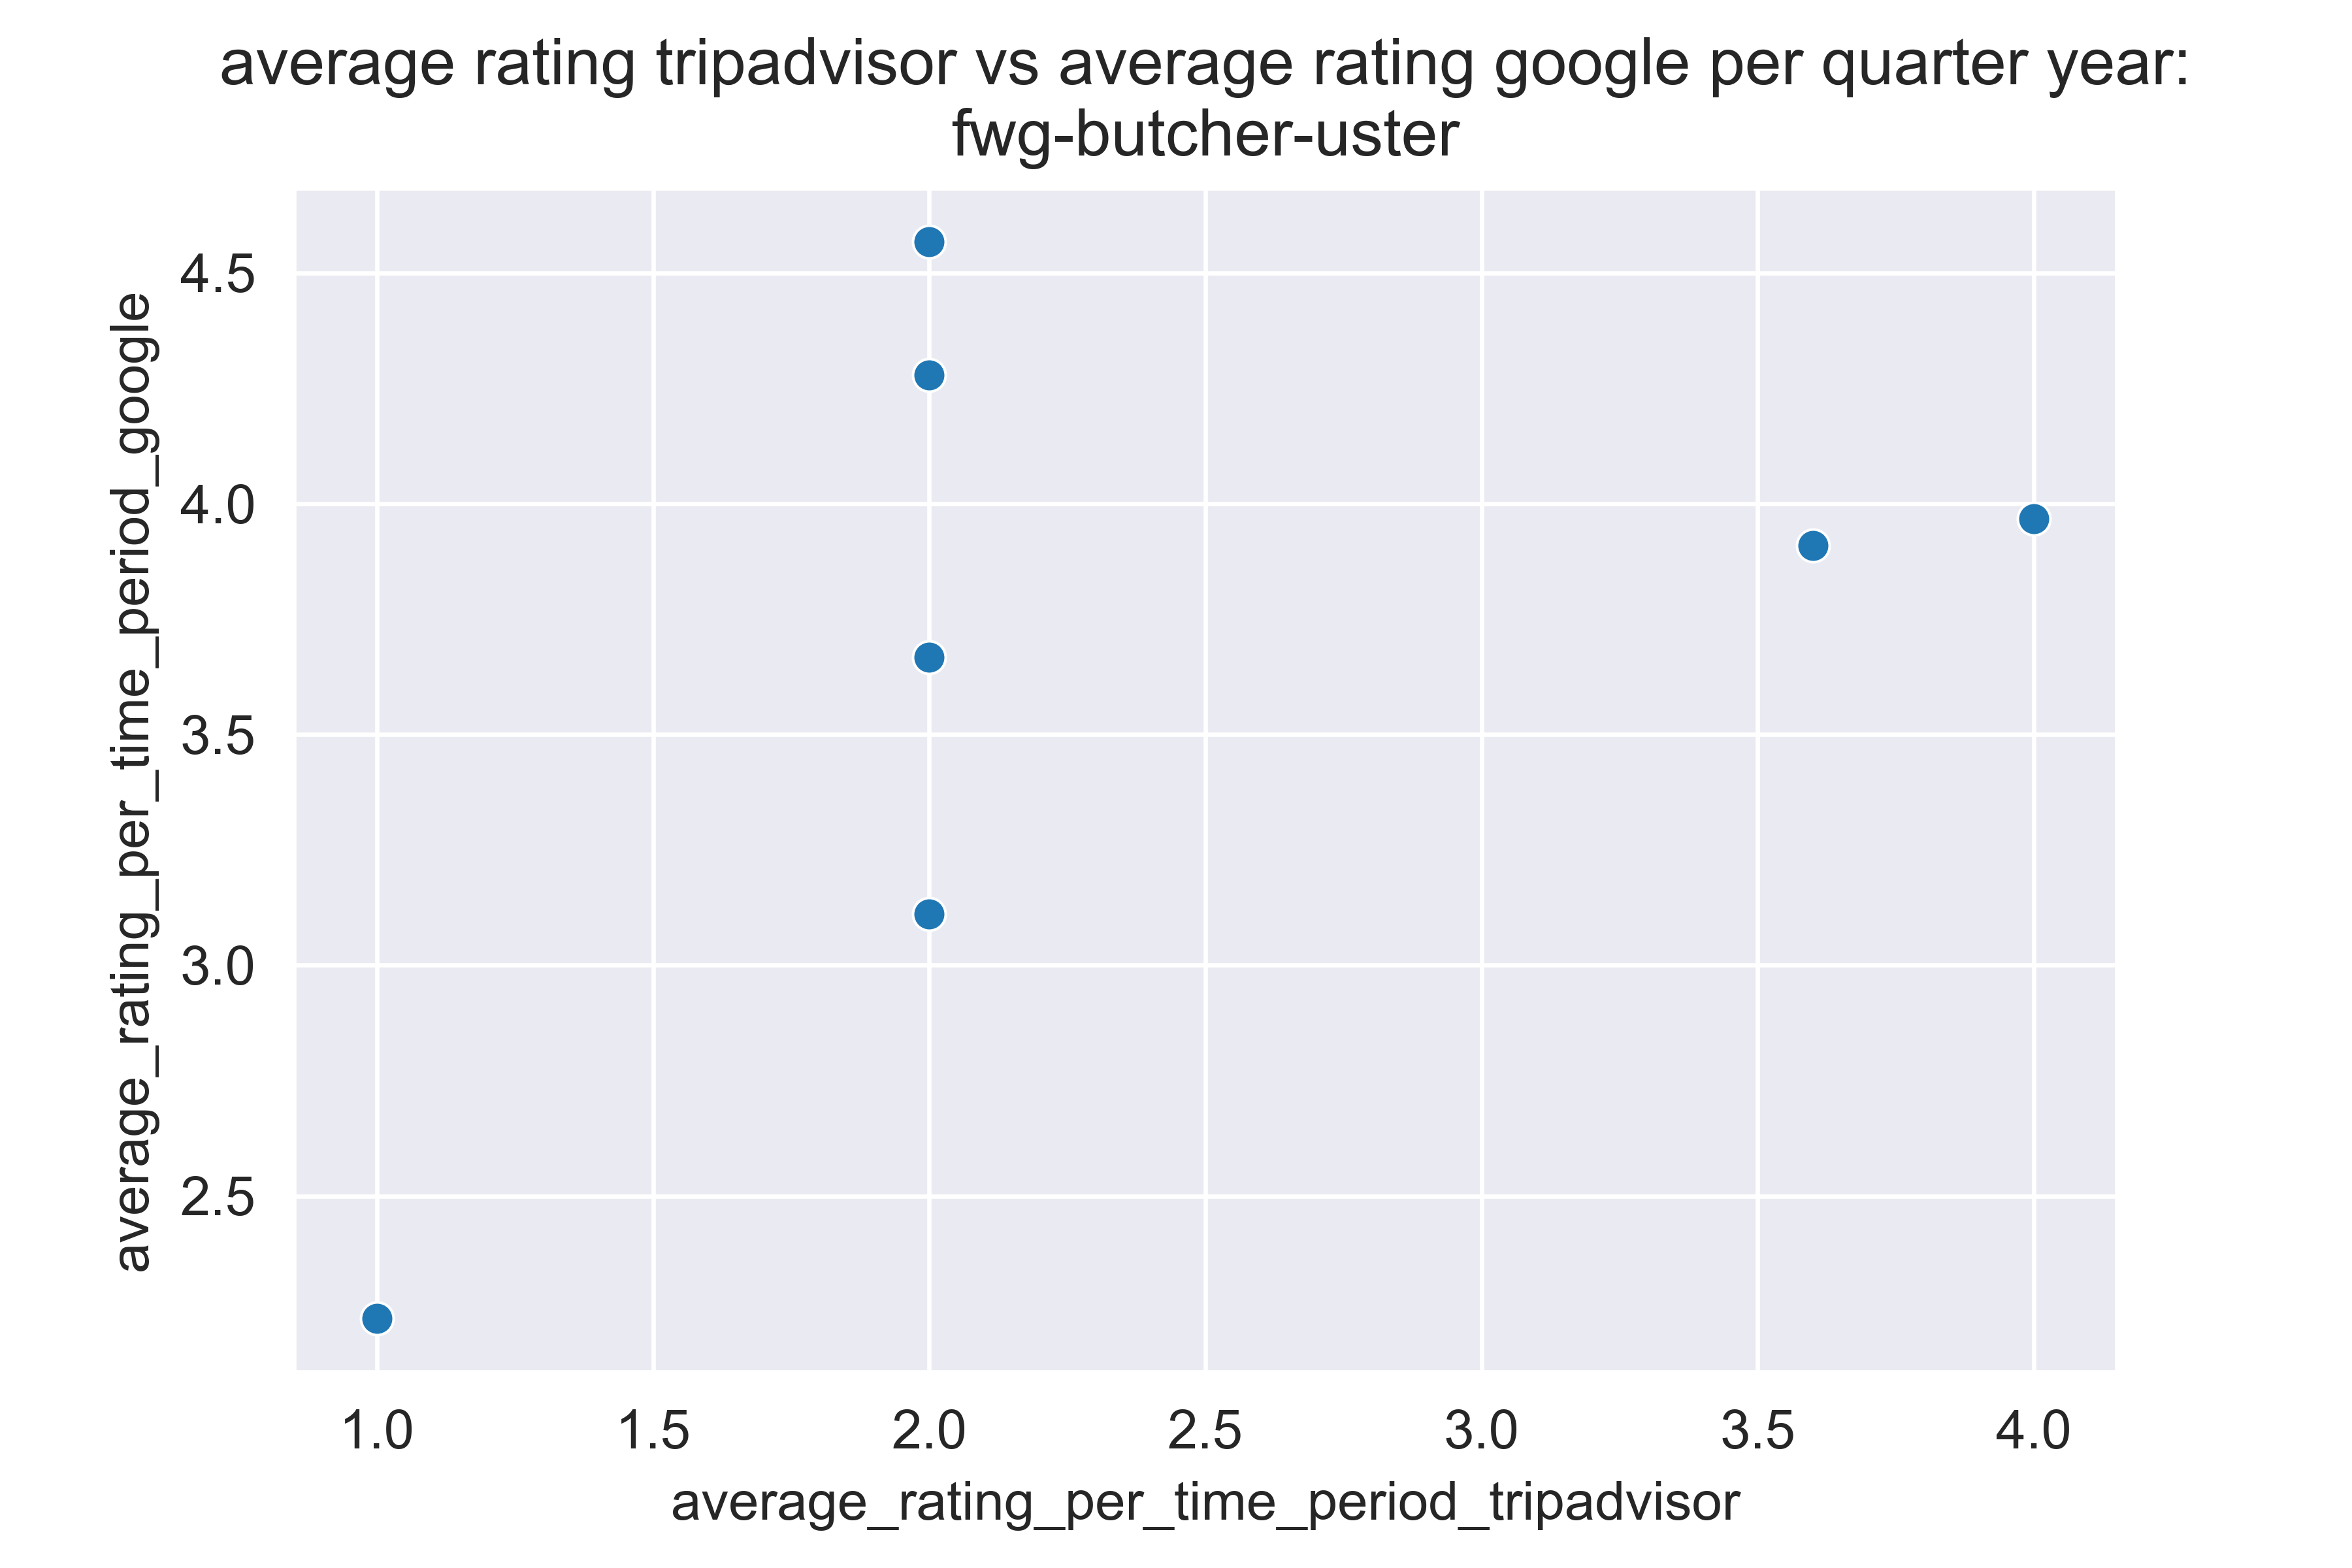 average rating tripadvisor vs average rating google per quarter year:
fwg-butcher-uster
average_rating_per_time_period_google
4.5
4.0
3.5
3.0
2.5
1.0 1.5 2.0 2.5 3.0 3.5 4.0
average_rating_per_time_period_tripadvisor